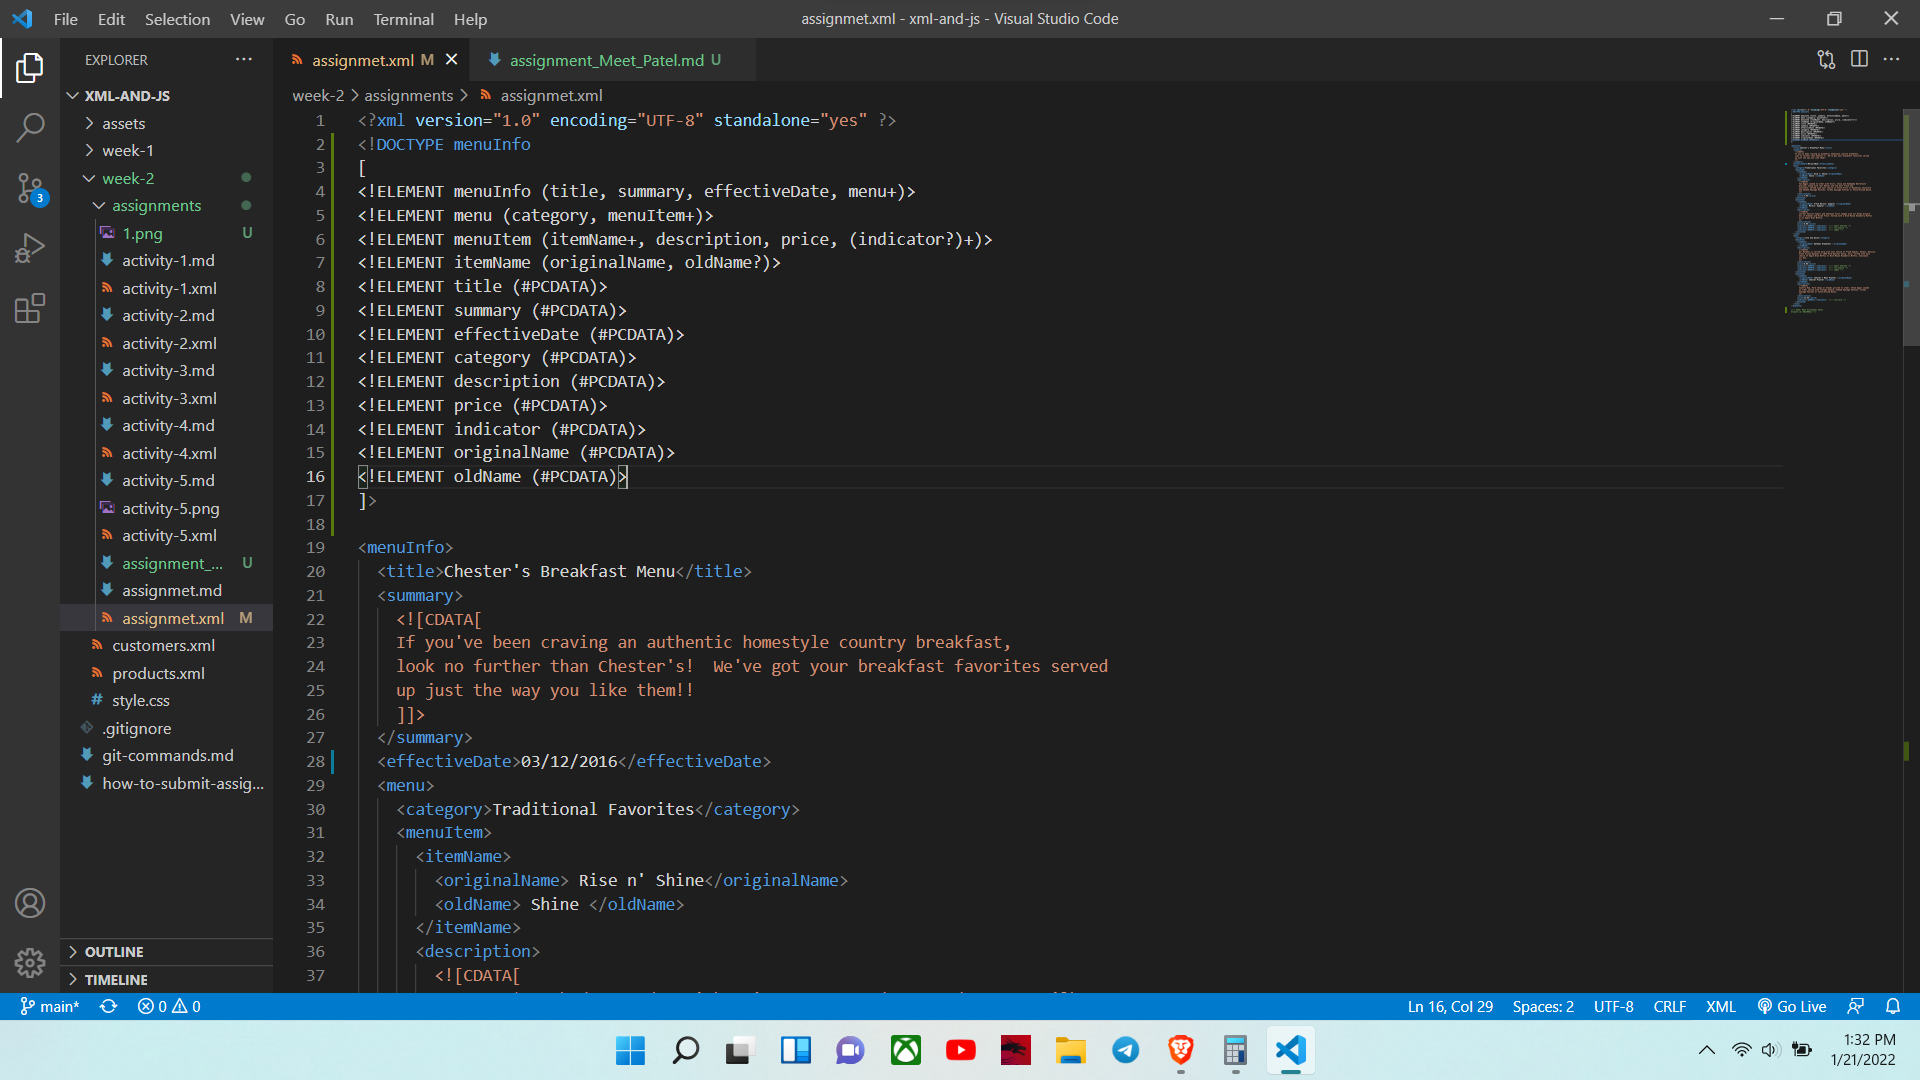 File Edit Selection View Go Run Terminal Help
assignmet.xml - xml-and-js - Visual Studio Code
EXPLORER
XML-AND-JS
assets
week-1
week-2
assignments
1.png U
activity-1.md
activity-1.xml
activity-2.md
activity-2.xml
activity-3.md
activity-3.xml
activity-4.md
activity-4.xml
activity-5.md
activity-5.png
activity-5.xml
assignment_... U
assignmet.md
assignmet.xml M
customers.xml
products.xml
style.css
.gitignore
git-commands.md
how-to-submit-assig...
OUTLINE
TIMELINE
3
assignmet.xml M
assignment_Meet_Patel.md U
week-2 > assignments > assignmet.xml
1 <?xml version="1.0" encoding="UTF-8" standalone="yes" ?>
2 <!DOCTYPE menuInfo
3 [
4 <!ELEMENT menuInfo (title, summary, effectiveDate, menu+)>
5 <!ELEMENT menu (category, menuItem+)>
6 <!ELEMENT menuItem (itemName+, description, price, (indicator?)+)>
7 <!ELEMENT itemName (originalName, oldName?)>
8 <!ELEMENT title (#PCDATA)>
9 <!ELEMENT summary (#PCDATA)>
10 <!ELEMENT effectiveDate (#PCDATA)>
11 <!ELEMENT category (#PCDATA)>
12 <!ELEMENT description (#PCDATA)>
13 <!ELEMENT price (#PCDATA)>
14 <!ELEMENT indicator (#PCDATA)>
15 <!ELEMENT originalName (#PCDATA)>
16 <!ELEMENT oldName (#PCDATA)>
17 ]>
18
19 <menuInfo>
20 <title>Chester's Breakfast Menu</title>
21 <summary>
22 <![CDATA[
23 If you've been craving an authentic homestyle country breakfast,
24 look no further than Chester's!  We've got your breakfast favorites served
25 up just the way you like them!!
26 ]]>
27 </summary>
28 <effectiveDate>03/12/2016</effectiveDate>
29 <menu>
30 <category>Traditional Favorites</category>
31 <menuItem>
32 <itemName>
33 <originalName> Rise n' Shine</originalName>
34 <oldName> Shine </oldName>
35 </itemName>
36 <description>
37 <![CDATA[
main* 0 0
Ln 16, Col 29 Spaces: 2 UTF-8 CRLF XML Go Live
1:32 PM
1/21/2022